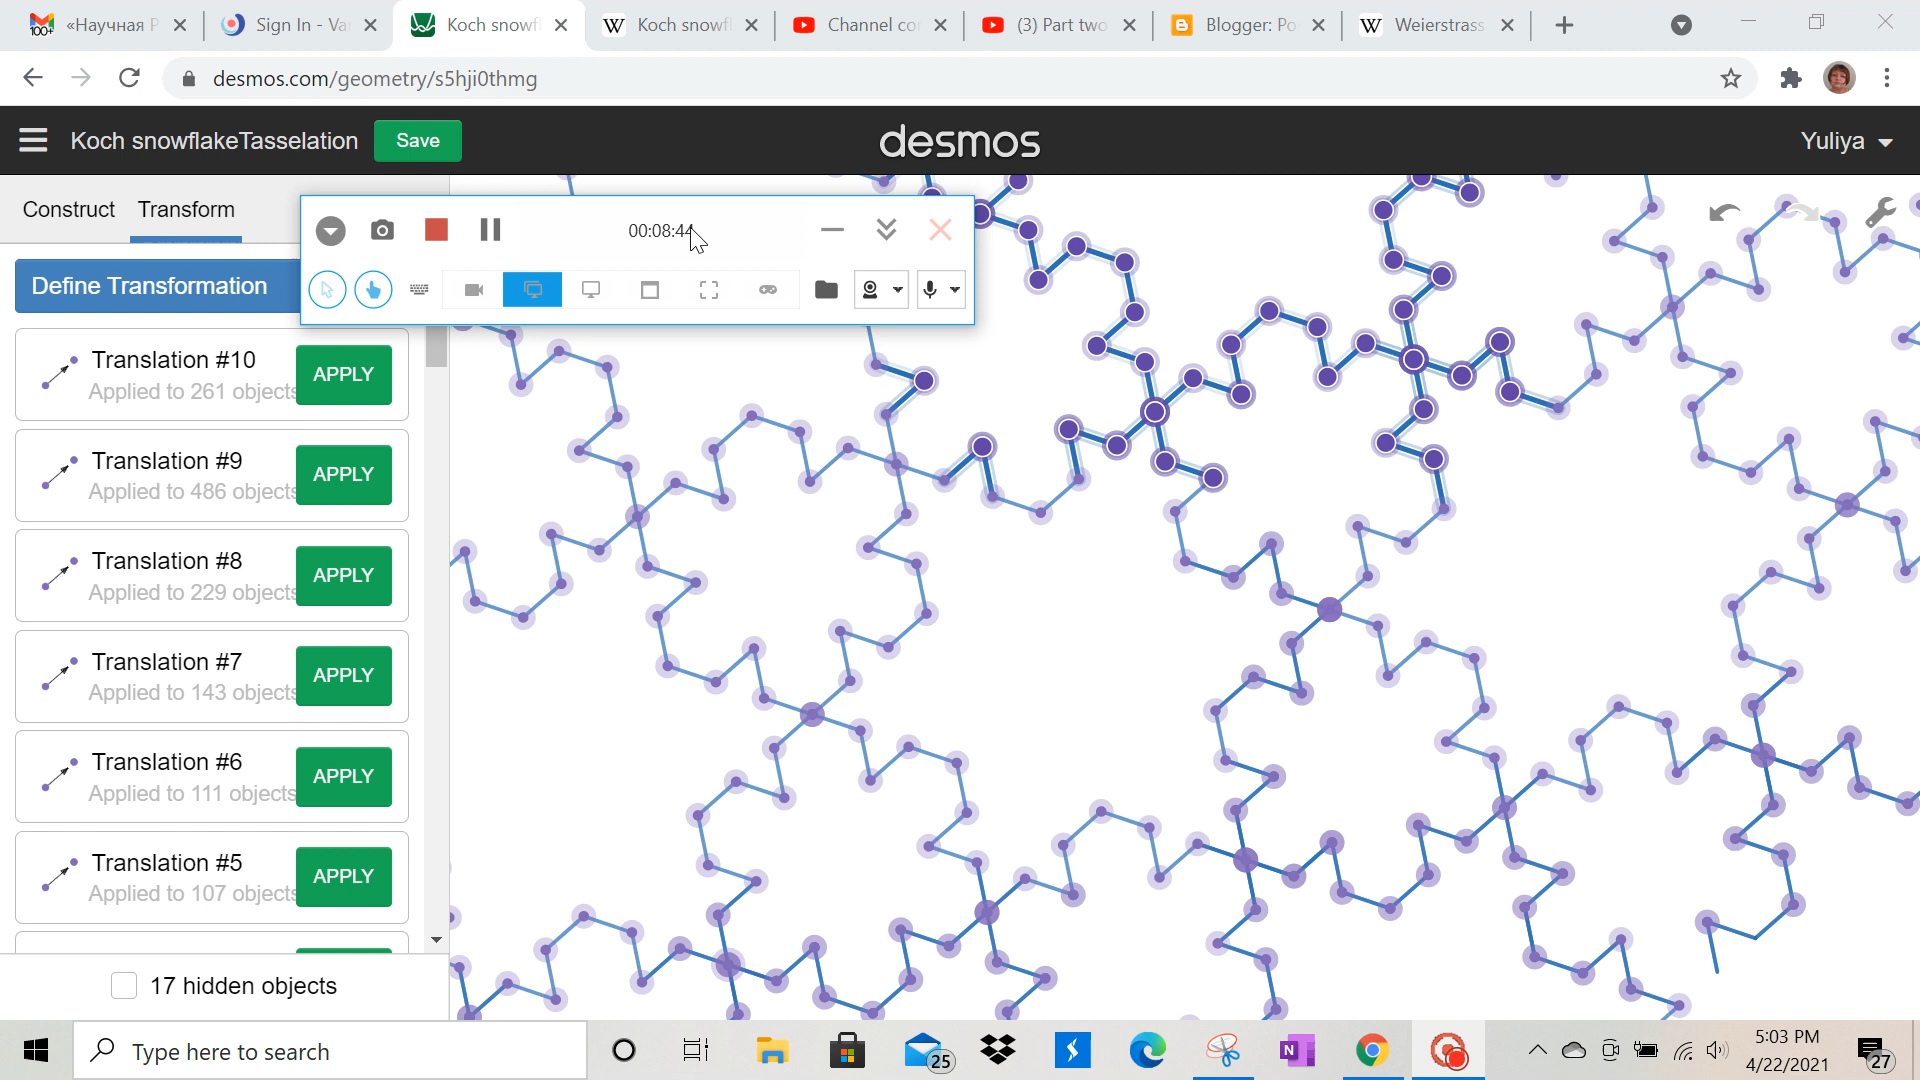 100+
«Научная P
Sign In - Va
Koch snowfl
Koch snowfl
Channel co
(3) Part two
Blogger: Po
Weierstrass
desmos.com/geometry/s5hji0thmg
Koch snowflakeTasselation
Save
desmos
Yuliya
Construct
Transform
00:08:44
Define Transformation
Translation #10
Applied to 261 objects
APPLY
Translation #9
Applied to 486 objects
APPLY
Translation #8
Applied to 229 objects
APPLY
Translation #7
Applied to 143 objects
APPLY
Translation #6
Applied to 111 objects
APPLY
Translation #5
Applied to 107 objects
APPLY
17 hidden objects
Type here to search
25
N
5:03 PM
4/22/2021
27